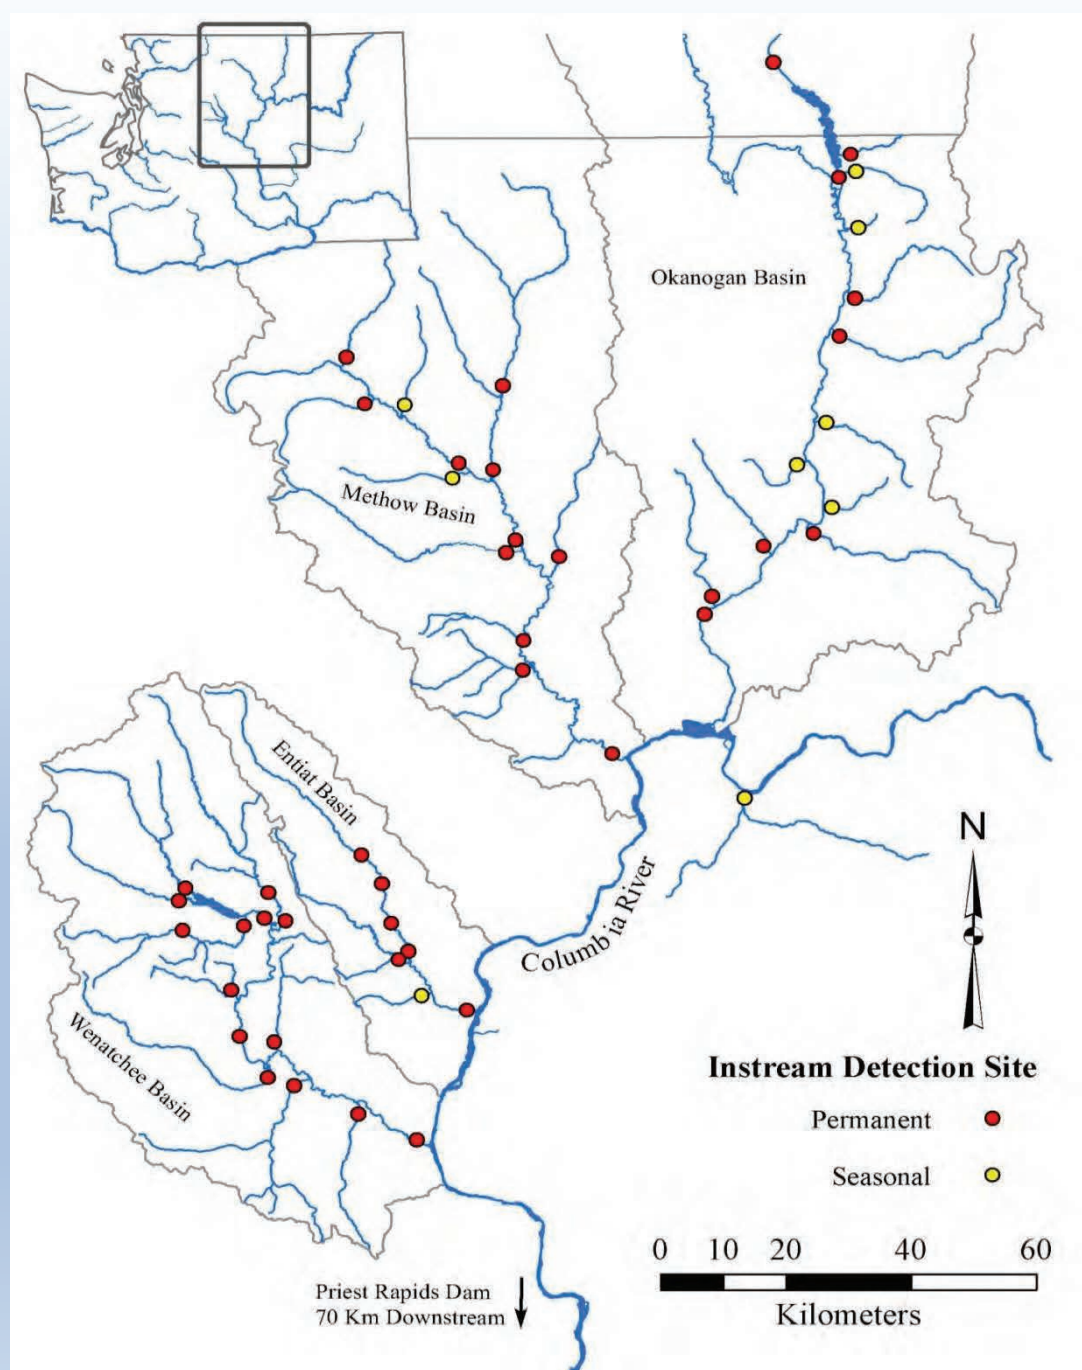 Okanogan Basin
Methow Basin
Entiat Basin
Columbia River
N
Wenatchee Basin
Instream Detection Site
Permanent
Seasonal
0 10 20 40 60
Kilometers
Priest Rapids Dam
70 Km Downstream